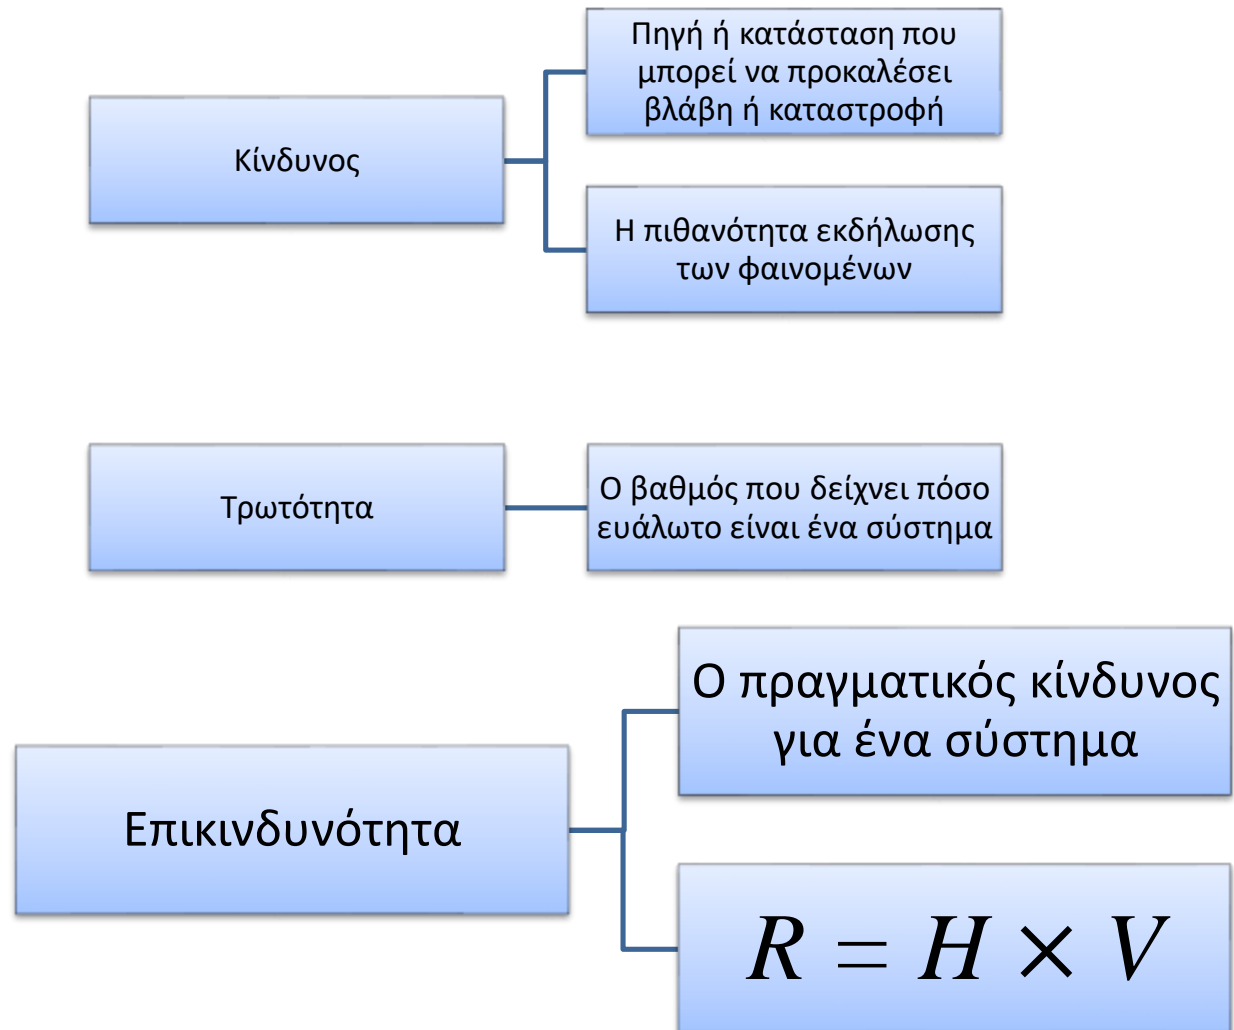 Κίνδυνος
Πηγή ή κατάσταση που
μπορεί να προκαλέσει
βλάβη ή καταστροφή
Η πιθανότητα εκδήλωσης
των φαινομένων
Τρωτότητα
Ο βαθμός που δείχνει πόσο
ευάλωτο είναι ένα σύστημα
Επικινδυνότητα
Ο πραγματικός κίνδυνος
για ένα σύστημα
R = H × V